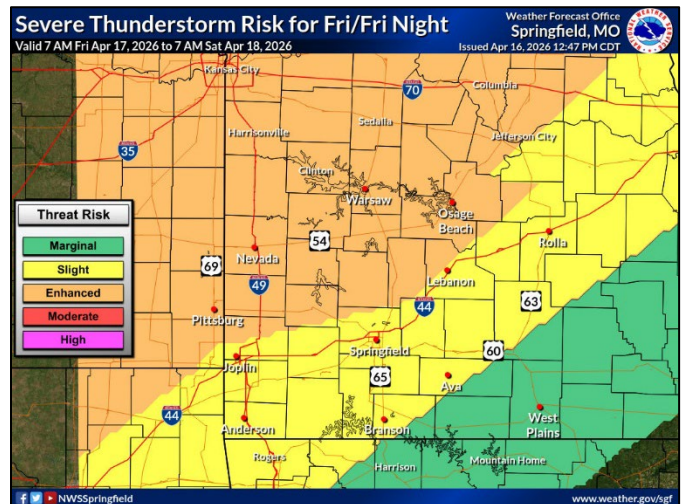 Severe Thunderstorm Risk for Fri/Fri Night
Valid 7 AM Fri Apr 17, 2026 to 7 AM Sat Apr 18, 2026
Weather Forecast Office
Springfield, MO
Issued Apr 16, 2026 12:47 PM CDT
Kansas City
70
Columbia
Harrisonville
Sedalia
Jefferson City
35
Clinton
Warsaw
Osage
Beach
Threat Risk
Marginal
Slight
Enhanced
Moderate
High
Nevada
54
Rolla
69
49
Lebanon
Pittsburg
44
63
Joplin
Springfield
60
65
Ava
44
Anderson
Branson
West
Plains
Rogers
Harrison
Mountain Home
NWSSpringfield
www.weather.gov/sgf